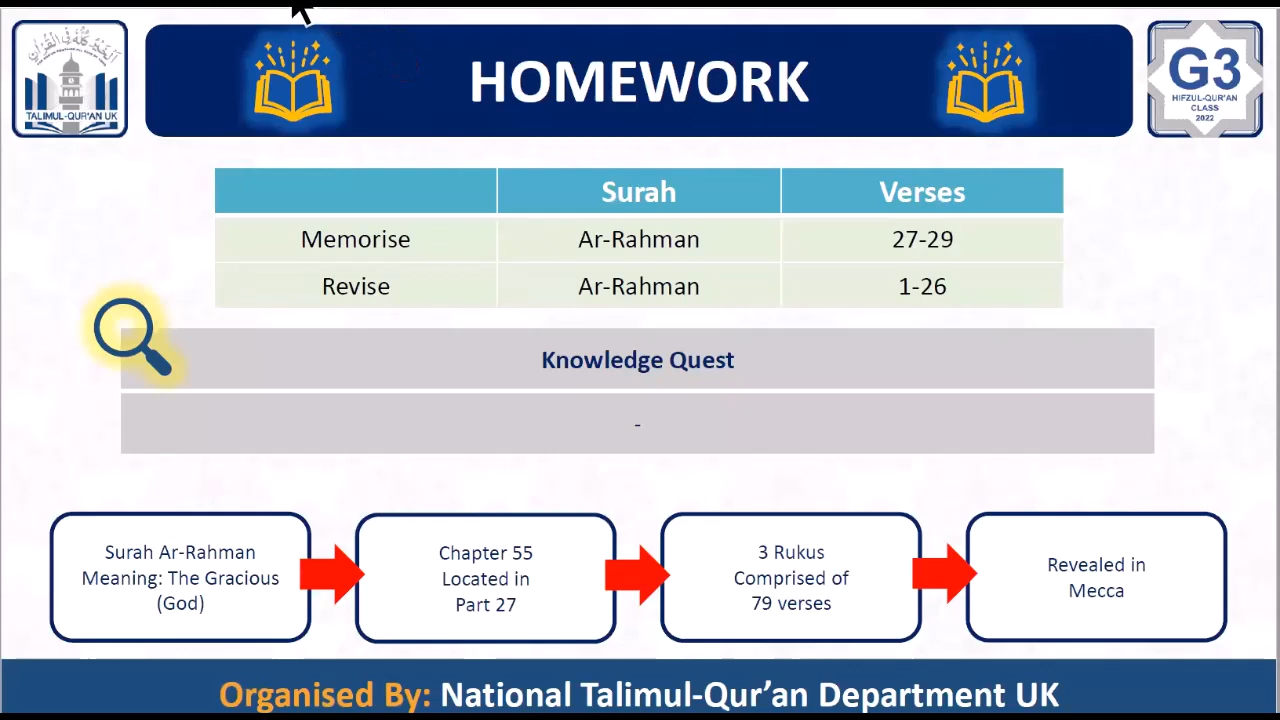 HOMEWORK
TALIMUL-QUR'AN UK
G3
HIFZUL-QUR'AN
CLASS
2022
Surah Verses
Memorise Ar-Rahman 27-29
Revise Ar-Rahman 1-26
Knowledge Quest
-
Surah Ar-Rahman
Meaning: The Gracious
(God)
Chapter 55
Located in
Part 27
3 Rukus
Comprised of
79 verses
Revealed in
Mecca
Organised By: National Talimul-Qur’an Department UK